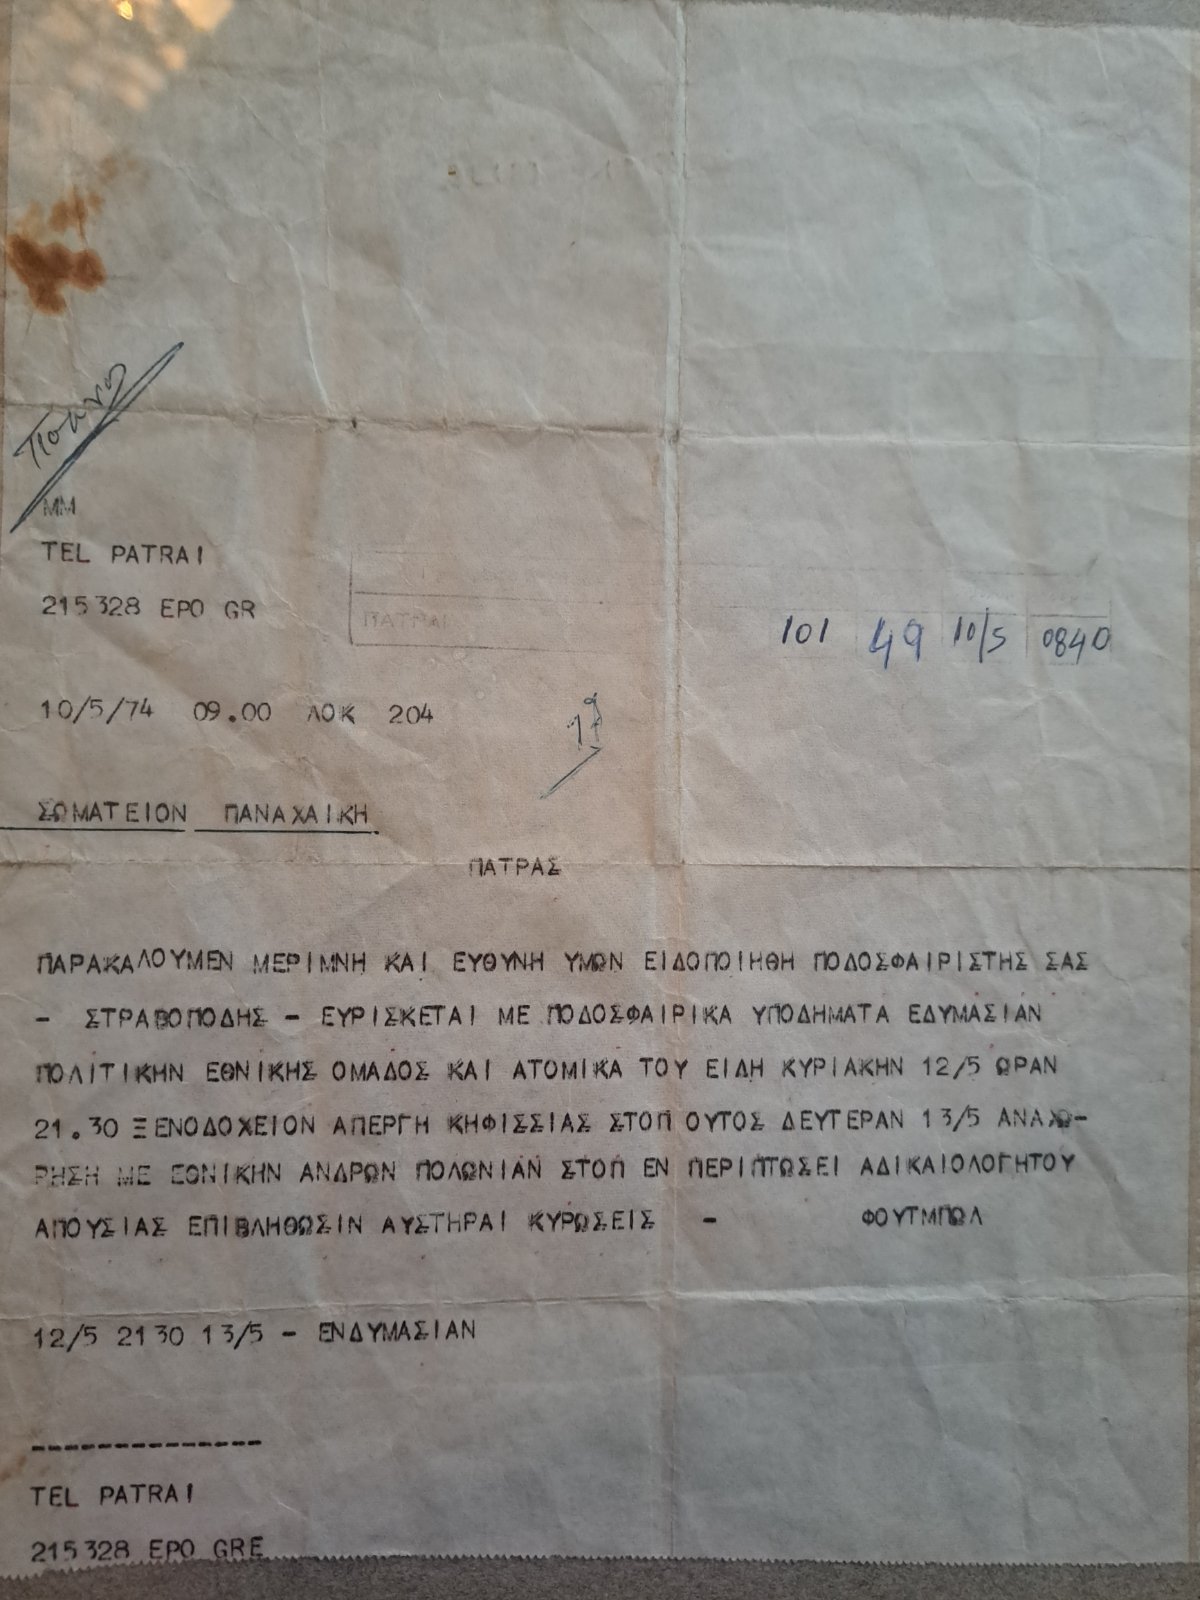 MM
TEL PATRAI
215328 EPO GR
ΠΑΤΡΑΙ
101 49 10/5 0840
10/5/74 09.00 ΛΟΚ 204
ΣΩΜΑΤΕΙΟΝ ΠΑΝΑΧΑΙΚΗ
ΠΑΤΡΑΣ
ΠΑΡΑΚΑΛΟΥΜΕΝ ΜΕΡΙΜΝΗ ΚΑΙ ΕΥΘΥΝΗ ΥΜΩΝ ΕΙΔΟΠΟΙΗΘΗ ΠΟΔΟΣΦΑΙΡΙΣΤΗΣ ΣΑΣ
- ΣΤΡΑΒΟΠΟΔΗΣ - ΕΥΡΙΣΚΕΤΑΙ ΜΕ ΠΟΔΟΣΦΑΙΡΙΚΑ ΥΠΟΔΗΜΑΤΑ ΕΔΥΜΑΣΙΑΝ
ΠΟΛΙΤΙΚΗΝ ΕΘΝΙΚΗΣ ΟΜΑΔΟΣ ΚΑΙ ΑΤΟΜΙΚΑ ΤΟΥ ΕΙΔΗ ΚΥΡΙΑΚΗΝ 12/5 ΩΡΑΝ
21.30 ΞΕΝΟΔΟΧΕΙΟΝ ΑΠΕΡΓΗ ΚΗΦΙΣΣΙΑΣ ΣΤΟΠ ΟΥΤΟΣ ΔΕΥΤΕΡΑΝ 13/5 ΑΝΑΧΩ-
ΡΗΣΗ ΜΕ ΕΘΝΙΚΗΝ ΑΝΔΡΩΝ ΠΟΛΩΝΙΑΝ ΣΤΟΠ ΕΝ ΠΕΡΙΠΤΩΣΕΙ ΑΔΙΚΑΙΟΛΟΓΗΤΟΥ
ΑΠΟΥΣΙΑΣ ΕΠΙΒΛΗΘΩΣΙΝ ΑΥΣΤΗΡΑΙ ΚΥΡΩΣΕΙΣ - ΦΟΥΤΜΠΩΛ
12/5 2130 13/5 - ΕΝΔΥΜΑΣΙΑΝ
---------------
TEL PATRAI
215328 EPO GRE